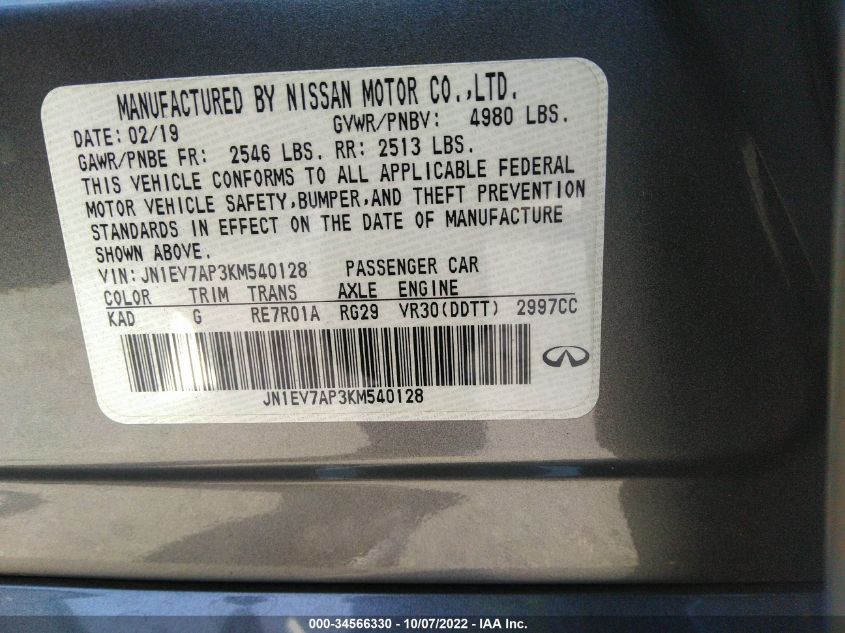 MANUFACTURED BY NISSAN MOTOR CO.,LTD.
DATE: 02/19 GVWR/PNBV: 4980 LBS.
GAWR/PNBE FR: 2546 LBS. RR: 2513 LBS.
THIS VEHICLE CONFORMS TO ALL APPLICABLE FEDERAL
MOTOR VEHICLE SAFETY,BUMPER,AND THEFT PREVENTION
STANDARDS IN EFFECT ON THE DATE OF MANUFACTURE
SHOWN ABOVE.
VIN: JN1EV7AP3KM540128 PASSENGER CAR
COLOR TRIM TRANS AXLE ENGINE
KAD G RE7R01A RG29 VR30(DDTT) 2997CC
JN1EV7AP3KM540128
000-34566330 - 10/07/2022 - IAA Inc.